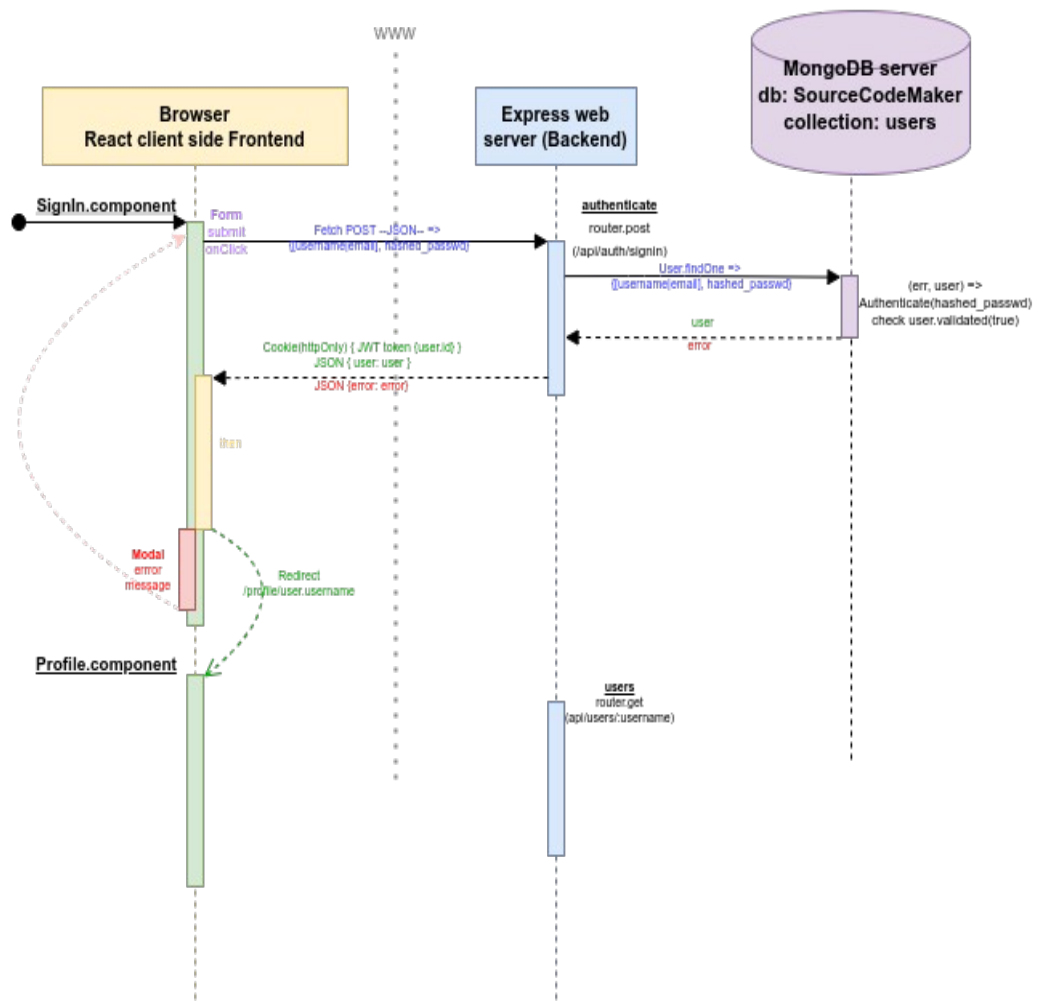 WWW
MongoDB server
db: SourceCodeMaker
collection: users
Browser
React client side Frontend
Express web
server (Backend)
SignIn.component
Form
submit
onClick
Fetch POST --JSON-- =>
{[username|email], hashed_passwd}
authenticate
router.post
(/api/auth/signin)
User.findOne =>
{[username|email], hashed_passwd}
(err, user) =>
Authenticate(hashed_passwd)
check user.validated(true)
user
error
Cookie(httpOnly) { JWT token {user.id} }
JSON { user: user }
JSON {error: error}
then
Modal
errror
message
Redirect
/profile/user.username
Profile.component
users
router.get
(api/users/:username)